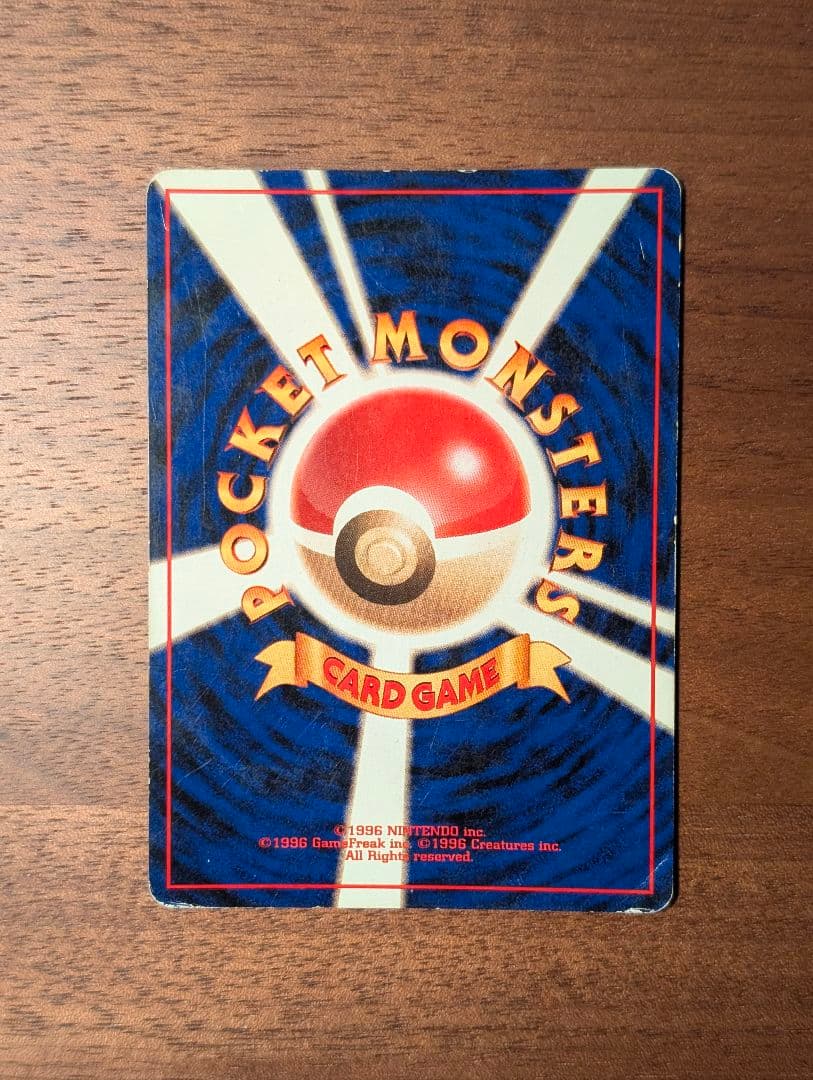 POCKET MONSTERS
CARD GAME
©1996 NINTENDO inc.
©1996 GameFreak inc. ©1996 Creatures inc.
All Rights reserved.